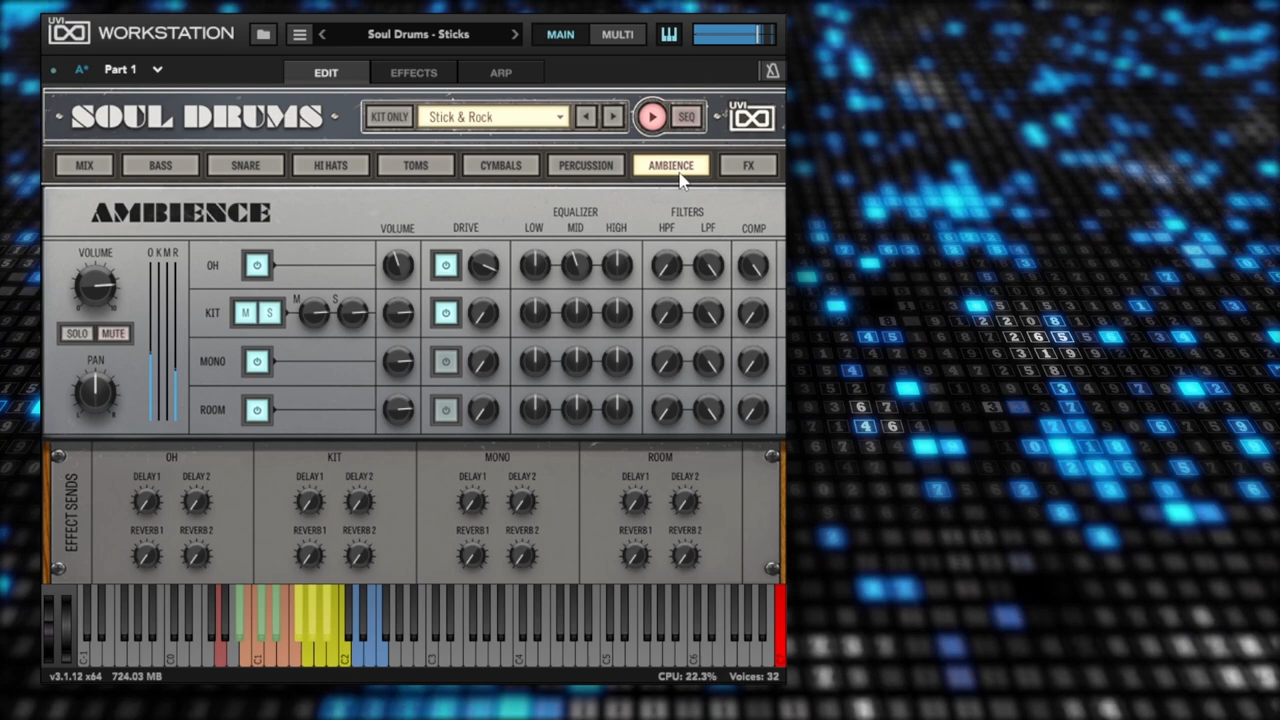 UVI WORKSTATION
Soul Drums - Sticks
MAIN MULTI
A* Part 1
EDIT EFFECTS ARP
SOUL DRUMS
KIT ONLY Stick & Rock SEQ UVI
MIX BASS SNARE HI HATS TOMS CYMBALS PERCUSSION AMBIENCE FX
AMBIENCE
VOLUME DRIVE EQUALIZER LOW MID HIGH FILTERS HPF LPF COMP
VOLUME O K M R
SOLO MUTE
PAN
OH
KIT M S M S
MONO
ROOM
EFFECT SENDS
OH KIT MONO ROOM
DELAY 1 DELAY 2 DELAY 1 DELAY 2 DELAY 1 DELAY 2 DELAY 1 DELAY 2
REVERB 1 REVERB 2 REVERB 1 REVERB 2 REVERB 1 REVERB 2 REVERB 1 REVERB 2
C-1 C0 C1 C2 C3 C4 C5 C6
v3.1.12 x64 724.03 MB CPU: 22.3% Voices: 32